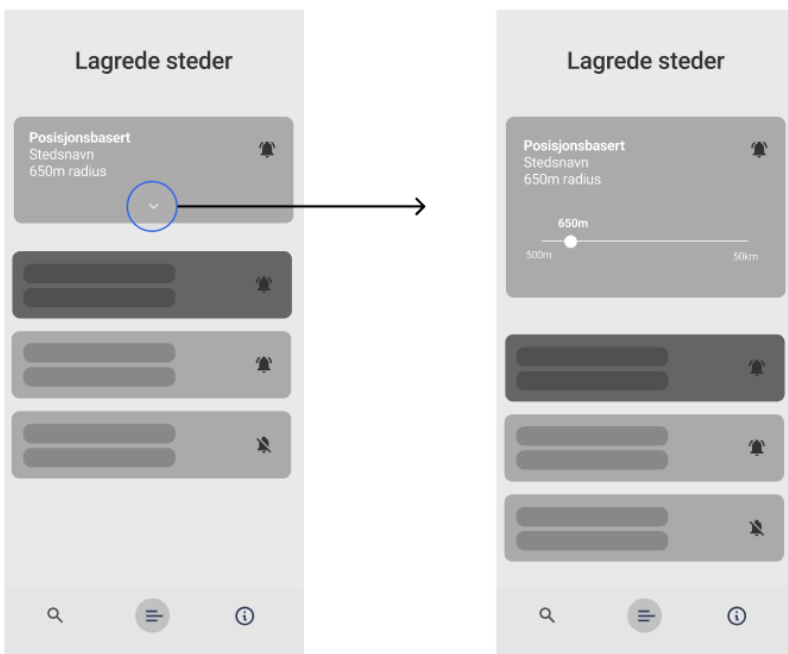 Lagrede steder
Posisjonsbasert
Stedsnavn
650m radius
Lagrede steder
Posisjonsbasert
Stedsnavn
650m radius
650m
500m
50km